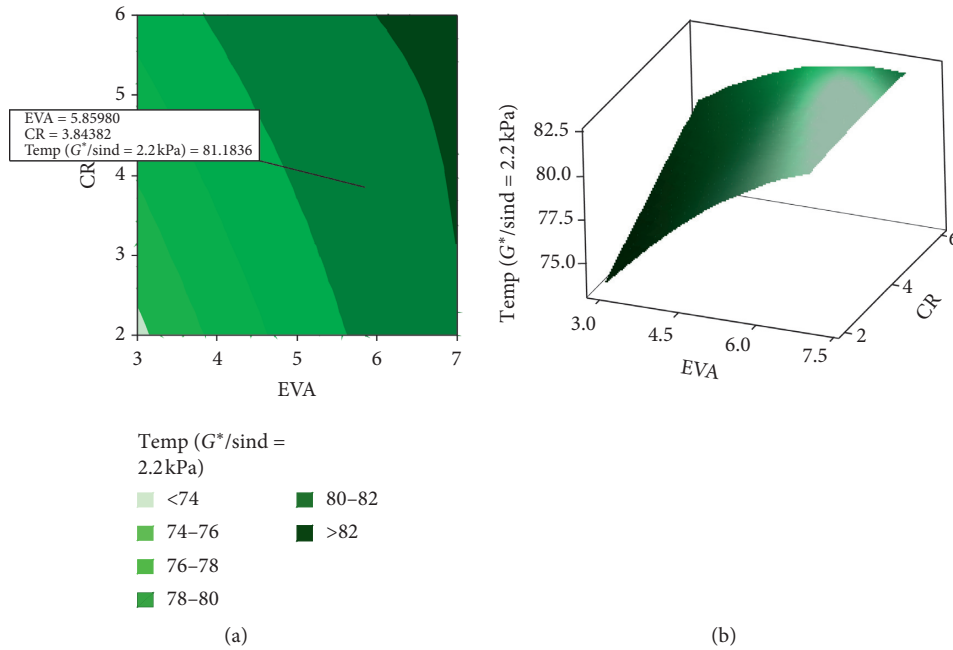 6
5
4
3
2
CR
EVA = 5.85980
CR = 3.84382
Temp (G*/sind = 2.2 kPa) = 81.1836
3 4 5 6 7
EVA
Temp (G*/sind =
2.2 kPa)
<74
74–76
76–78
78–80
80–82
>82
(a)
Temp (G*/sind = 2.2 kPa)
82.5
80.0
77.5
75.0
3.0 4.5 6.0 7.5
EVA
2 4 6
CR
(b)